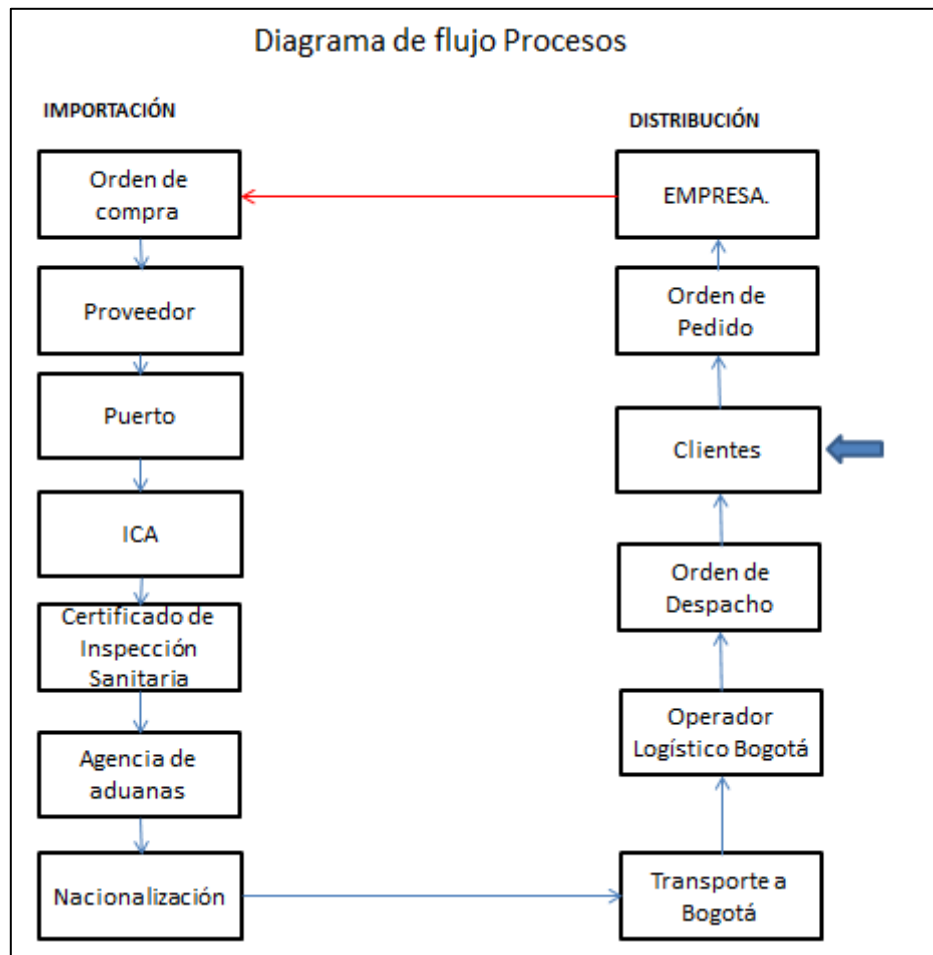 Diagrama de flujo Procesos
IMPORTACIÓN
Orden de
compra
Proveedor
Puerto
ICA
Certificado de
Inspección
Sanitaria
Agencia de
aduanas
Nacionalización
DISTRIBUCIÓN
EMPRESA.
Orden de
Pedido
Clientes
Orden de
Despacho
Operador
Logístico Bogotá
Transporte a
Bogotá